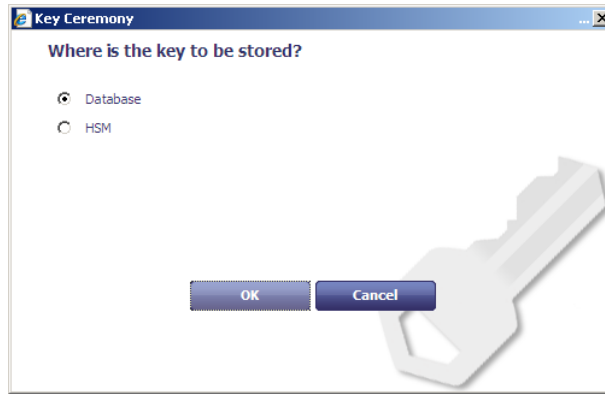 Key Ceremony ...
Where is the key to be stored?
Database
HSM
OK Cancel